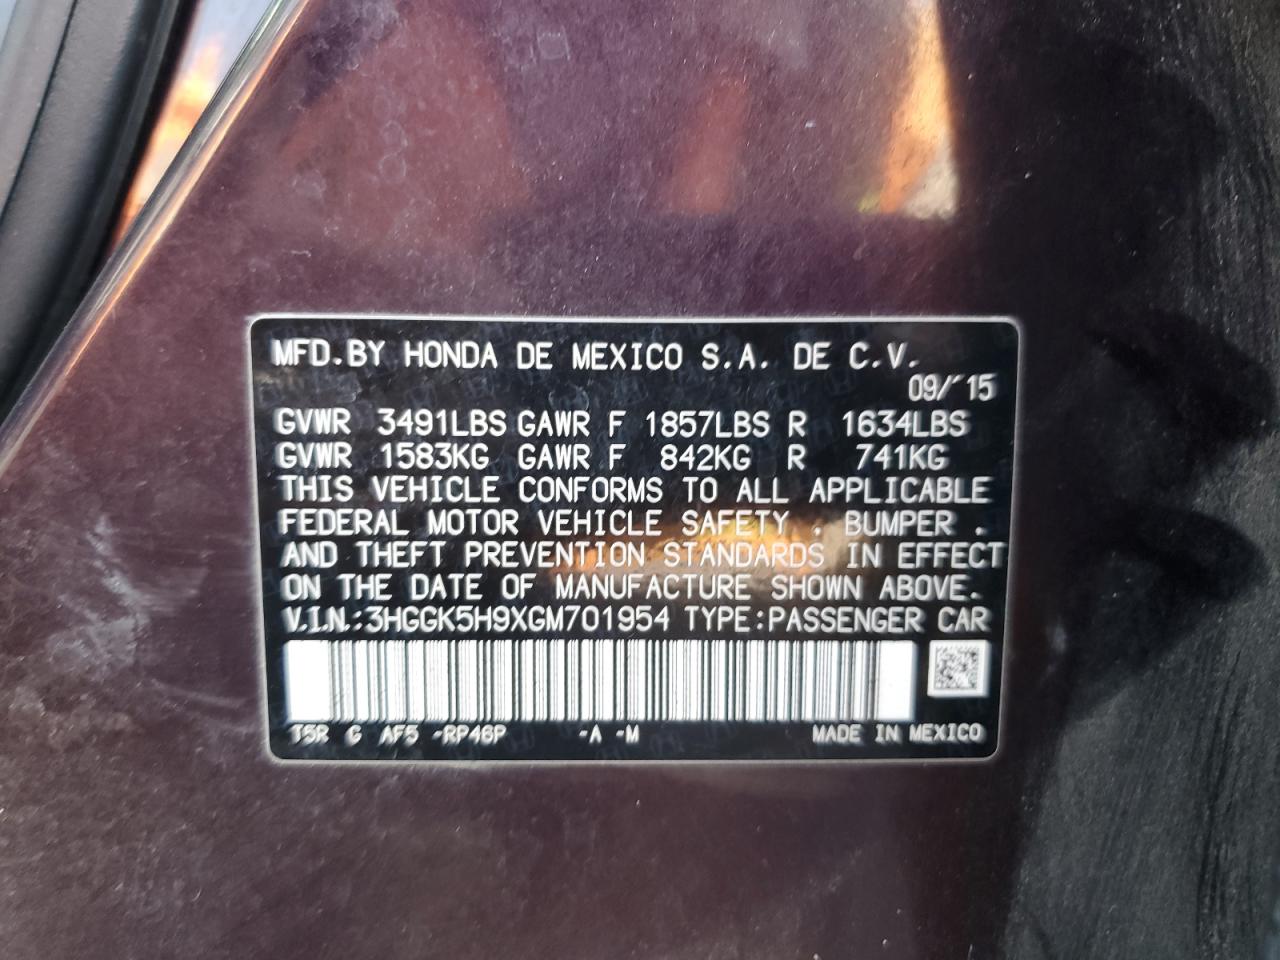 MFD.BY HONDA DE MEXICO S.A. DE C.V.
09/´15
GVWR 3491LBS GAWR F 1857LBS R 1634LBS
GVWR 1583KG GAWR F 842KG R 741KG
THIS VEHICLE CONFORMS TO ALL APPLICABLE
FEDERAL MOTOR VEHICLE SAFETY , BUMPER ,
AND THEFT PREVENTION STANDARDS IN EFFECT
ON THE DATE OF MANUFACTURE SHOWN ABOVE.
V.I.N.:3HGGK5H9XGM701954 TYPE:PASSENGER CAR
T5R G AF5 -RP46P -A -M MADE IN MEXICO